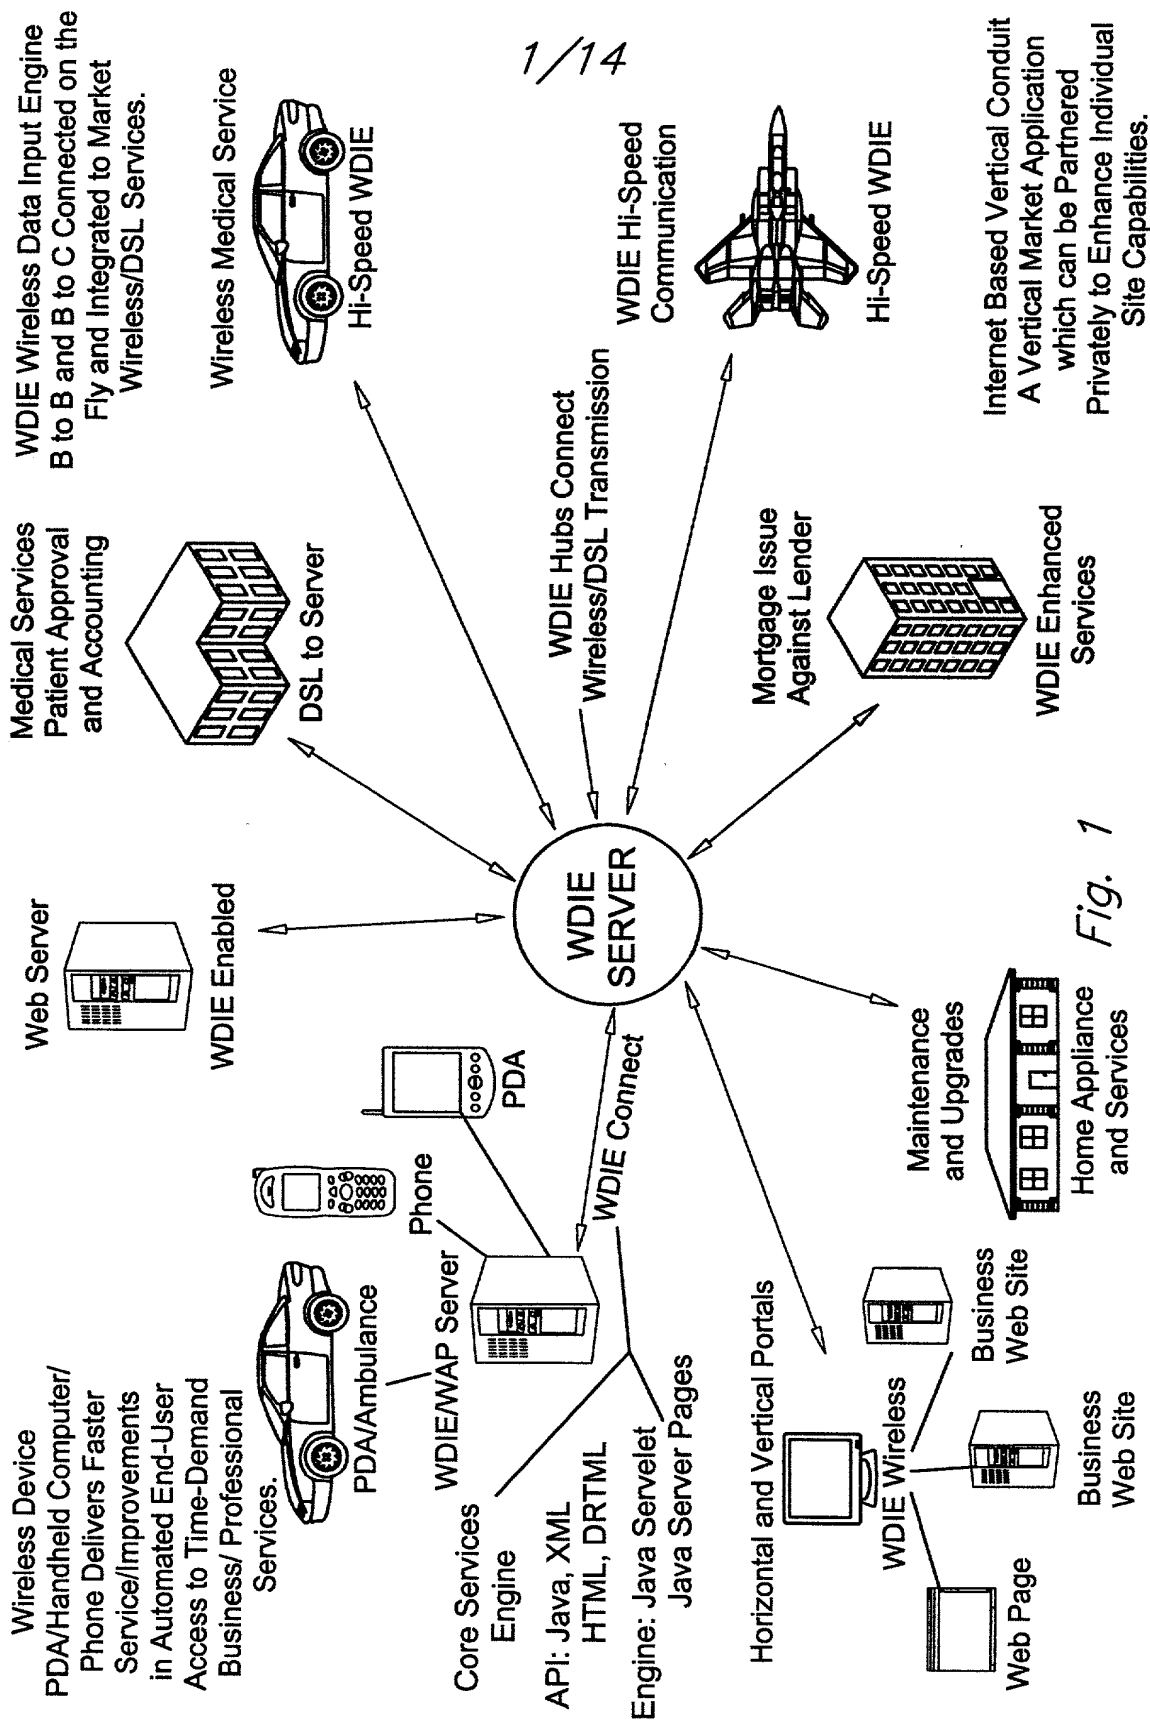 1/14
Wireless Device
PDA/Handheld Computer/
Phone Delivers Faster
Service/Improvements
in Automated End-User
Access to Time-Demand
Business/ Professional
Services.
PDA/Ambulance
Phone
PDA
WDIE/WAP Server
WDIE Connect
Core Services
Engine
API: Java, XML
HTML, DRTML
Engine: Java Servelet
Java Server Pages
Web Server
WDIE Enabled
Medical Services
Patient Approval
and Accounting
DSL to Server
WDIE Wireless Data Input Engine
B to B and B to C Connected on the
Fly and Integrated to Market
Wireless/DSL Services.
Wireless Medical Service
Hi-Speed WDIE
WDIE
SERVER
WDIE Hubs Connect
Wireless/DSL Transmission
WDIE Hi-Speed
Communication
Hi-Speed WDIE
Mortgage Issue
Against Lender
WDIE Enhanced
Services
Internet Based Vertical Conduit
A Vertical Market Application
which can be Partnered
Privately to Enhance Individual
Site Capabilities.
Horizontal and Vertical Portals
WDIE Wireless
Web Page
Business
Web Site
Business
Web Site
Maintenance
and Upgrades
Home Appliance
and Services
Fig. 1